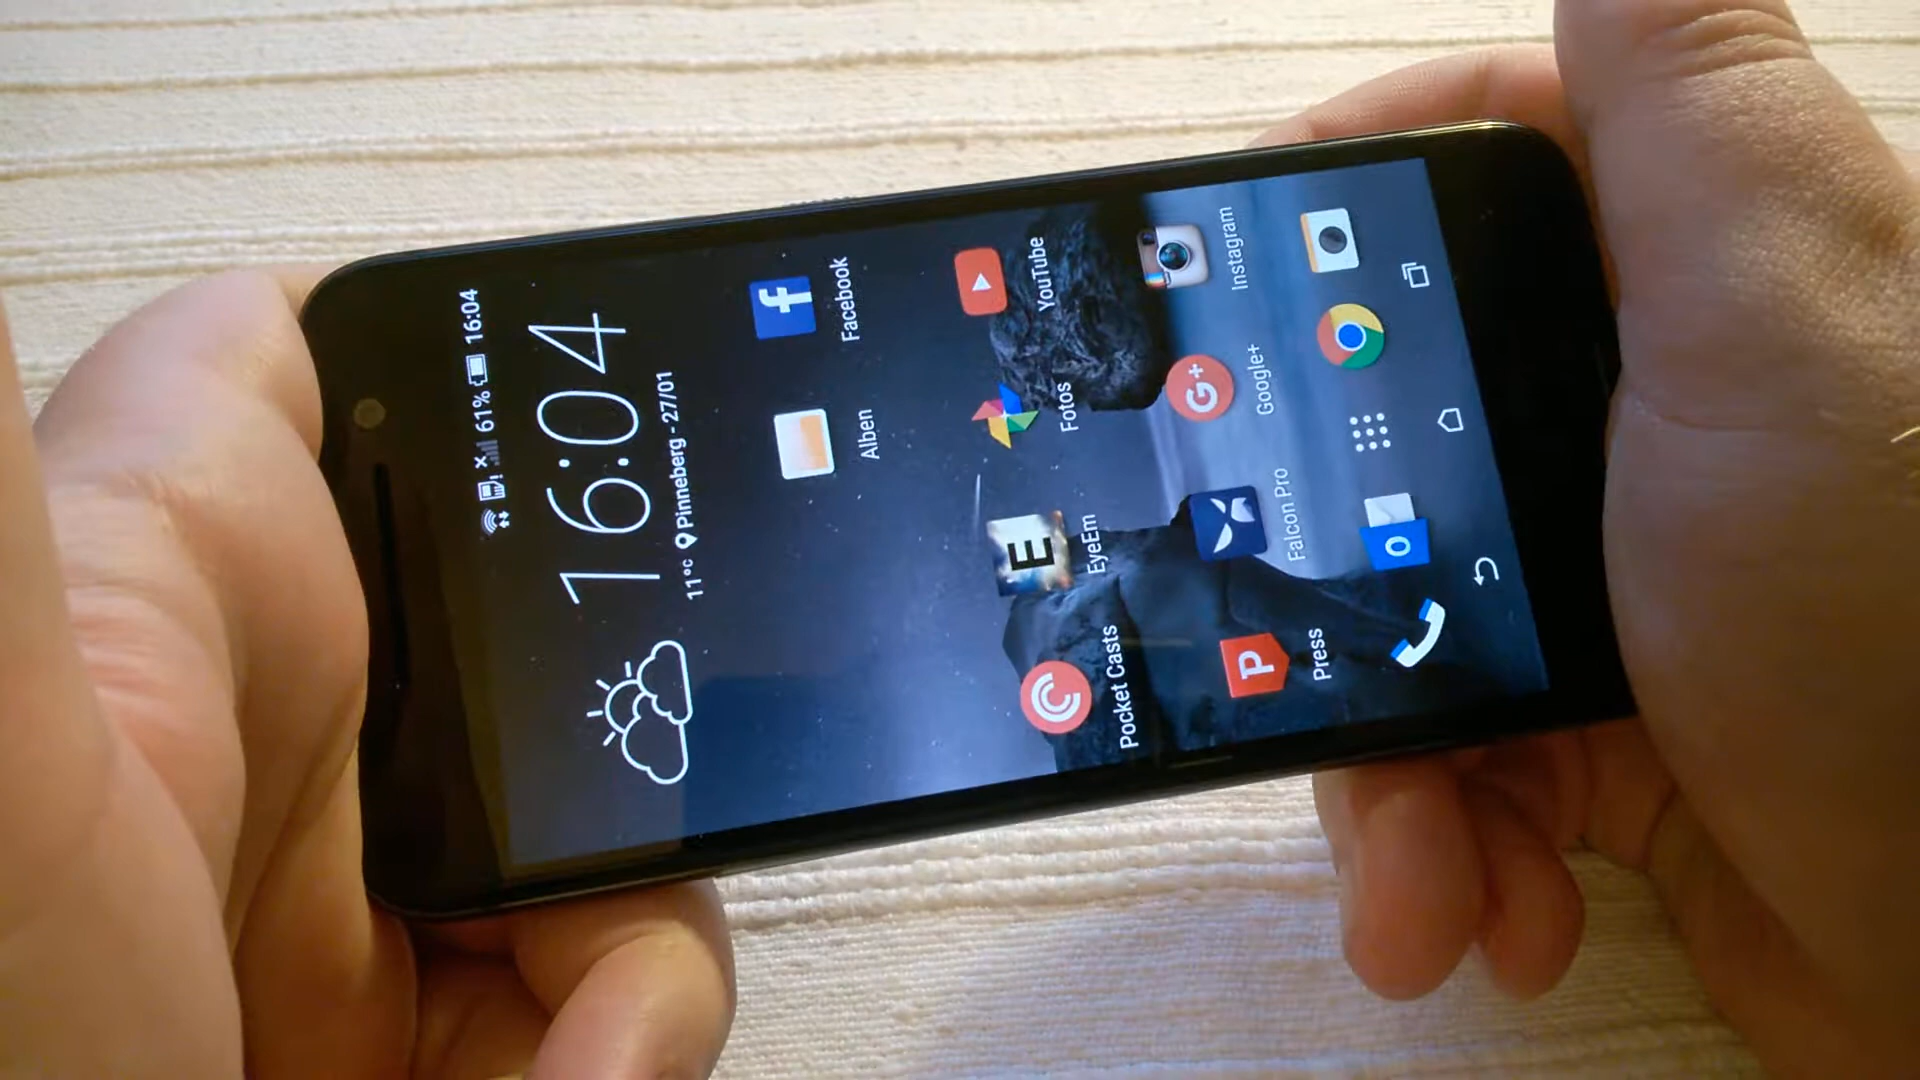 61% 16:04
16:04
11°C Pinneberg - 27/01
Alben Facebook
Pocket Casts EyeEm Fotos YouTube
Press Falcon Pro Google+ Instagram